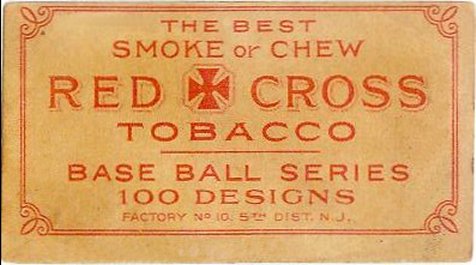 THE BEST
SMOKE or CHEW
RED CROSS
TOBACCO
BASE BALL SERIES
100 DESIGNS
FACTORY No 10. 5TH DIST. N.J.